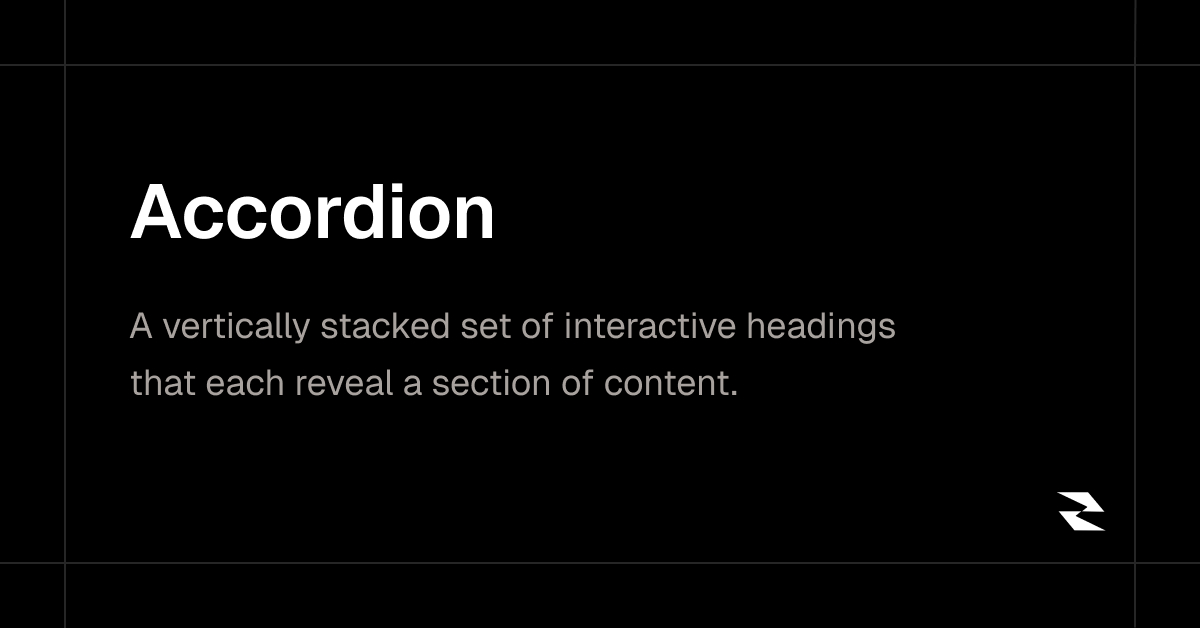 Accordion
A vertically stacked set of interactive headings
that each reveal a section of content.